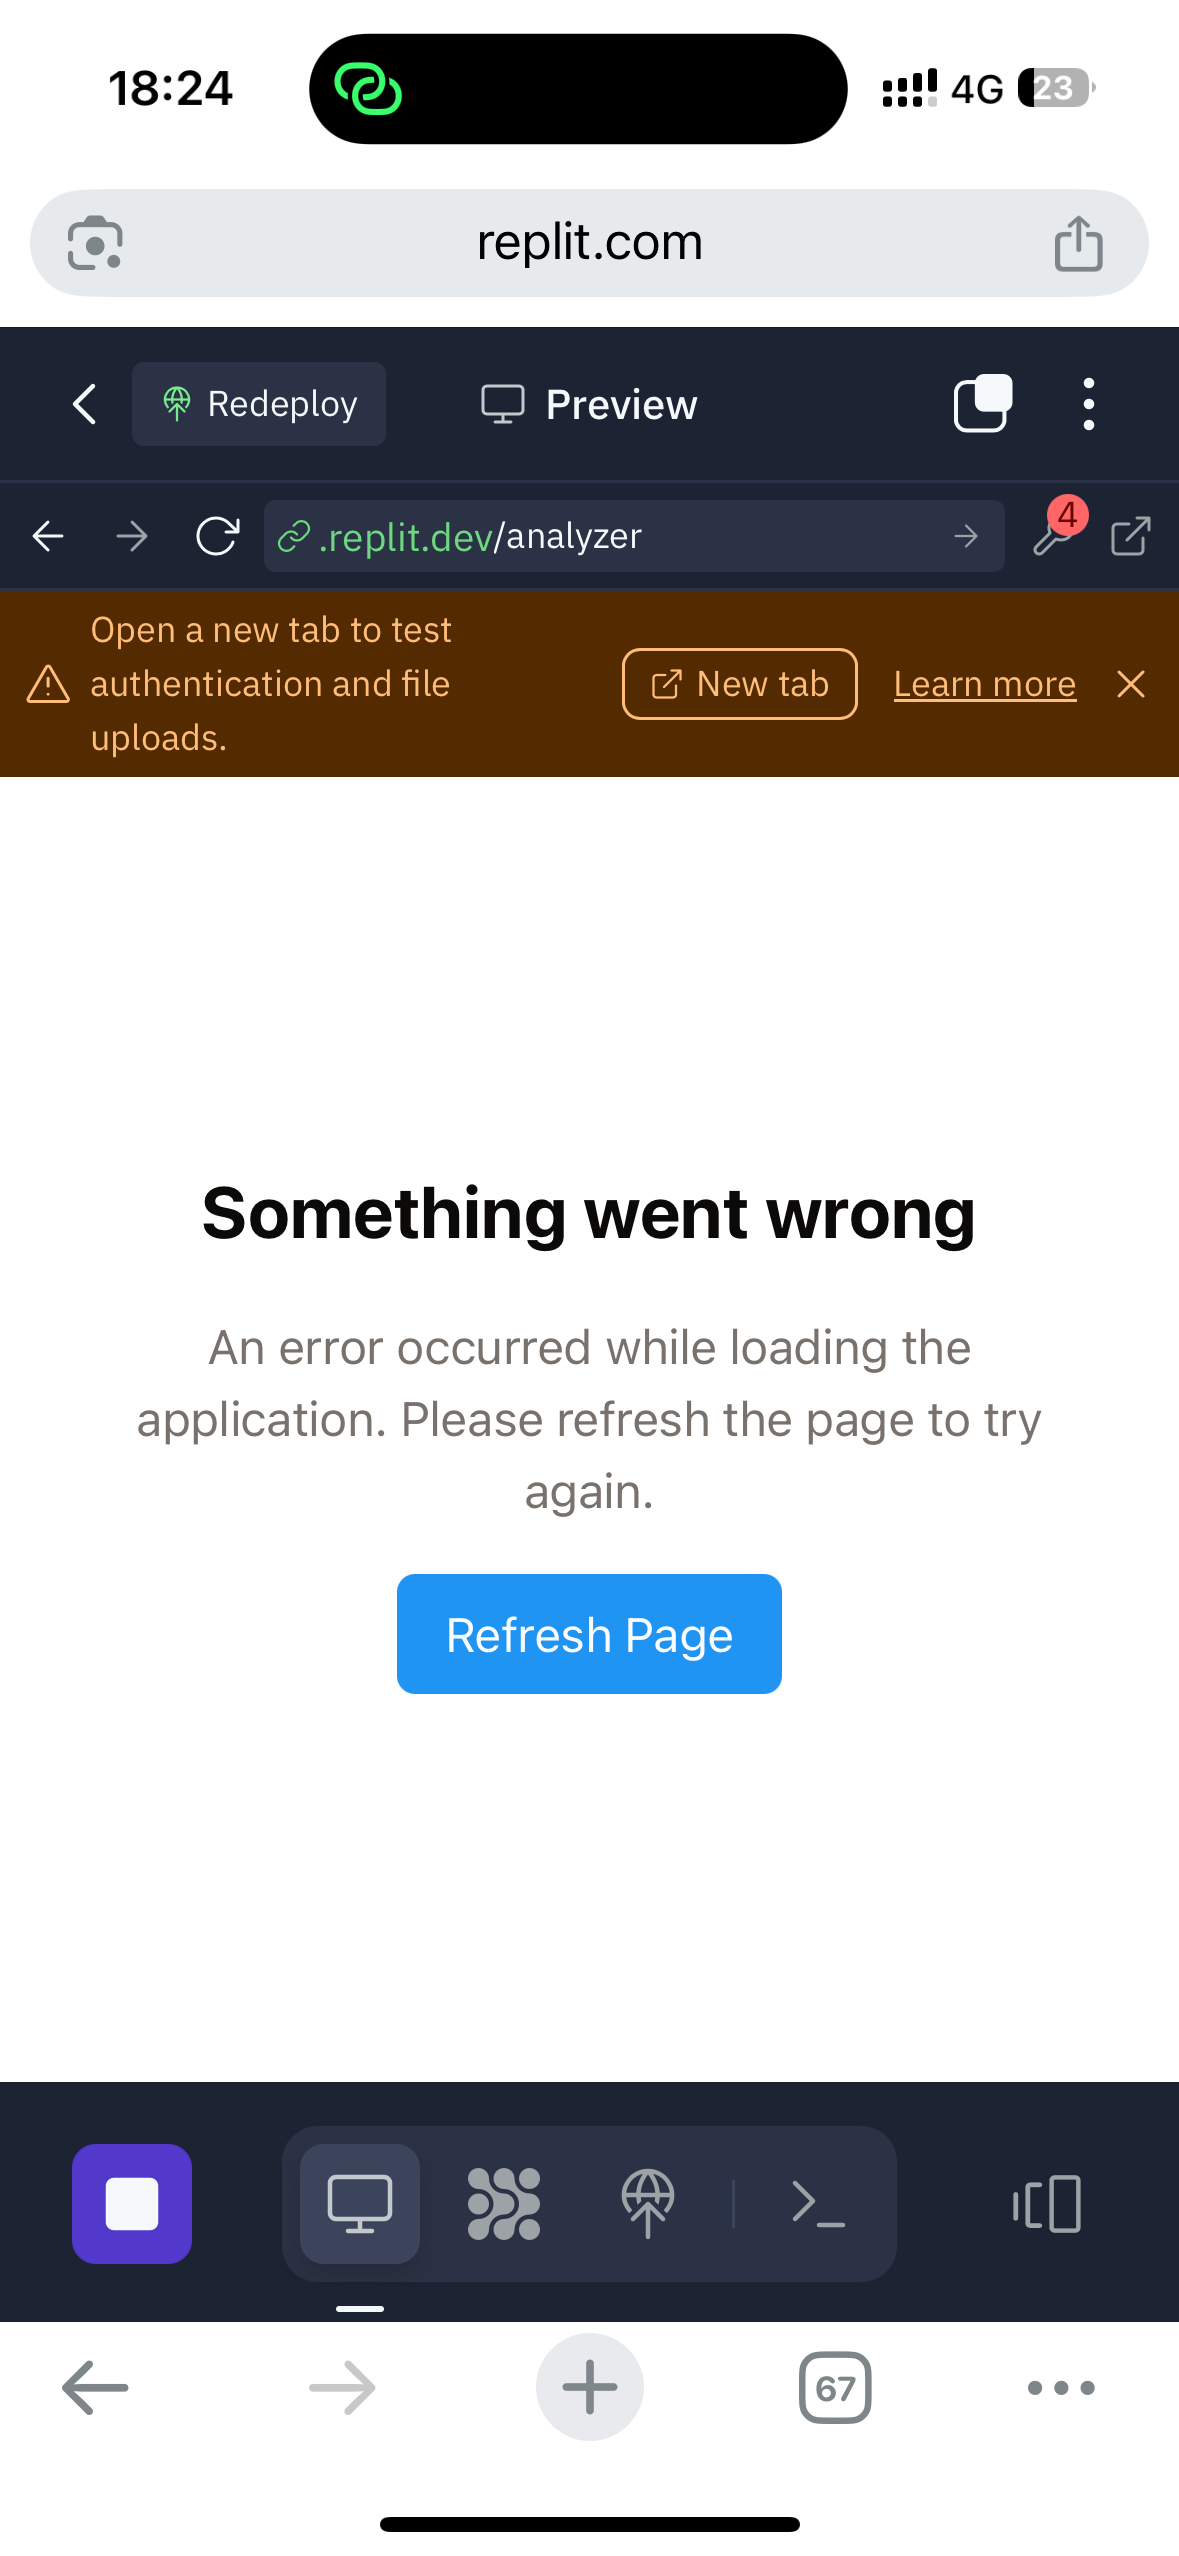 18:24
4G 23
replit.com
Redeploy
Preview
.replit.dev/analyzer
4
Open a new tab to test
authentication and file
uploads.
New tab
Learn more
Something went wrong
An error occurred while loading the
application. Please refresh the page to try
again.
Refresh Page
67